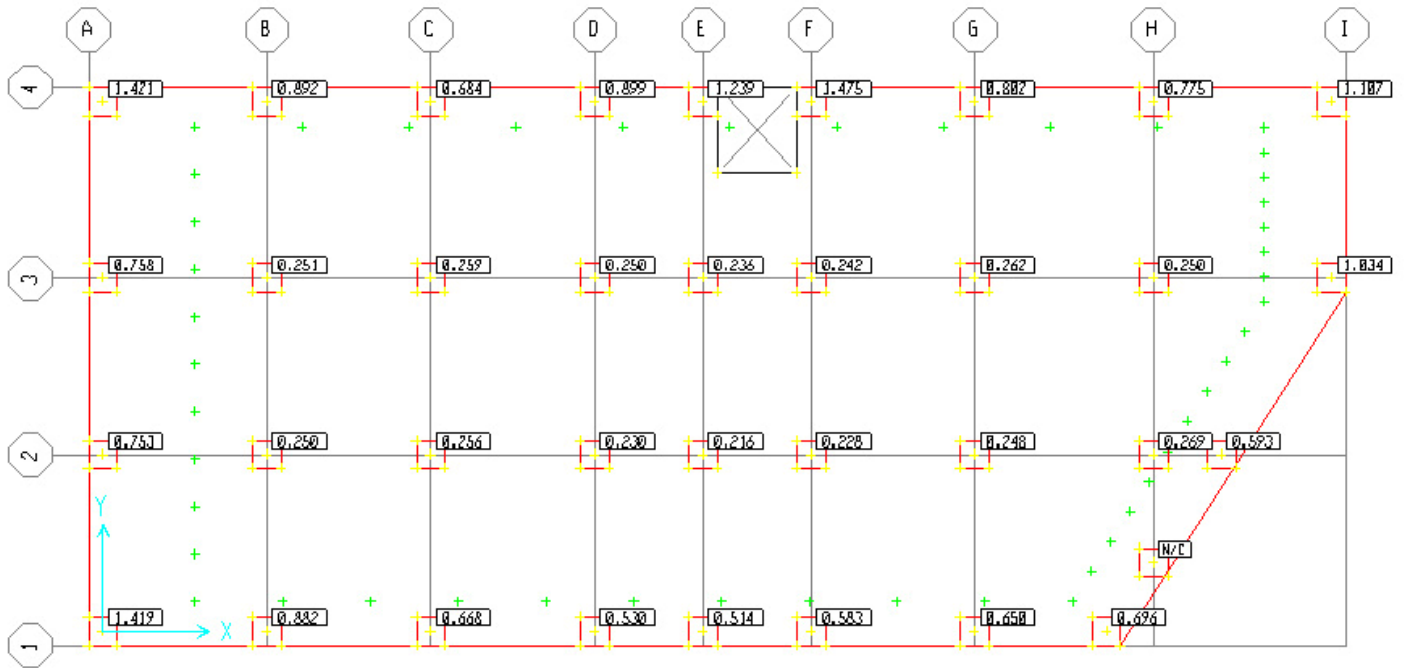 A B C D E F G H I
4 1.421 0.892 0.684 0.899 1.239 1.475 0.802 0.775 1.107
3 0.758 0.251 0.259 0.250 0.236 0.242 0.262 0.250 1.034
2 0.753 0.250 0.256 0.230 0.216 0.228 0.248 0.269 0.593
Y
N/C
1.419 0.882 0.668 0.530 0.514 0.583 0.650 0.696
X
1